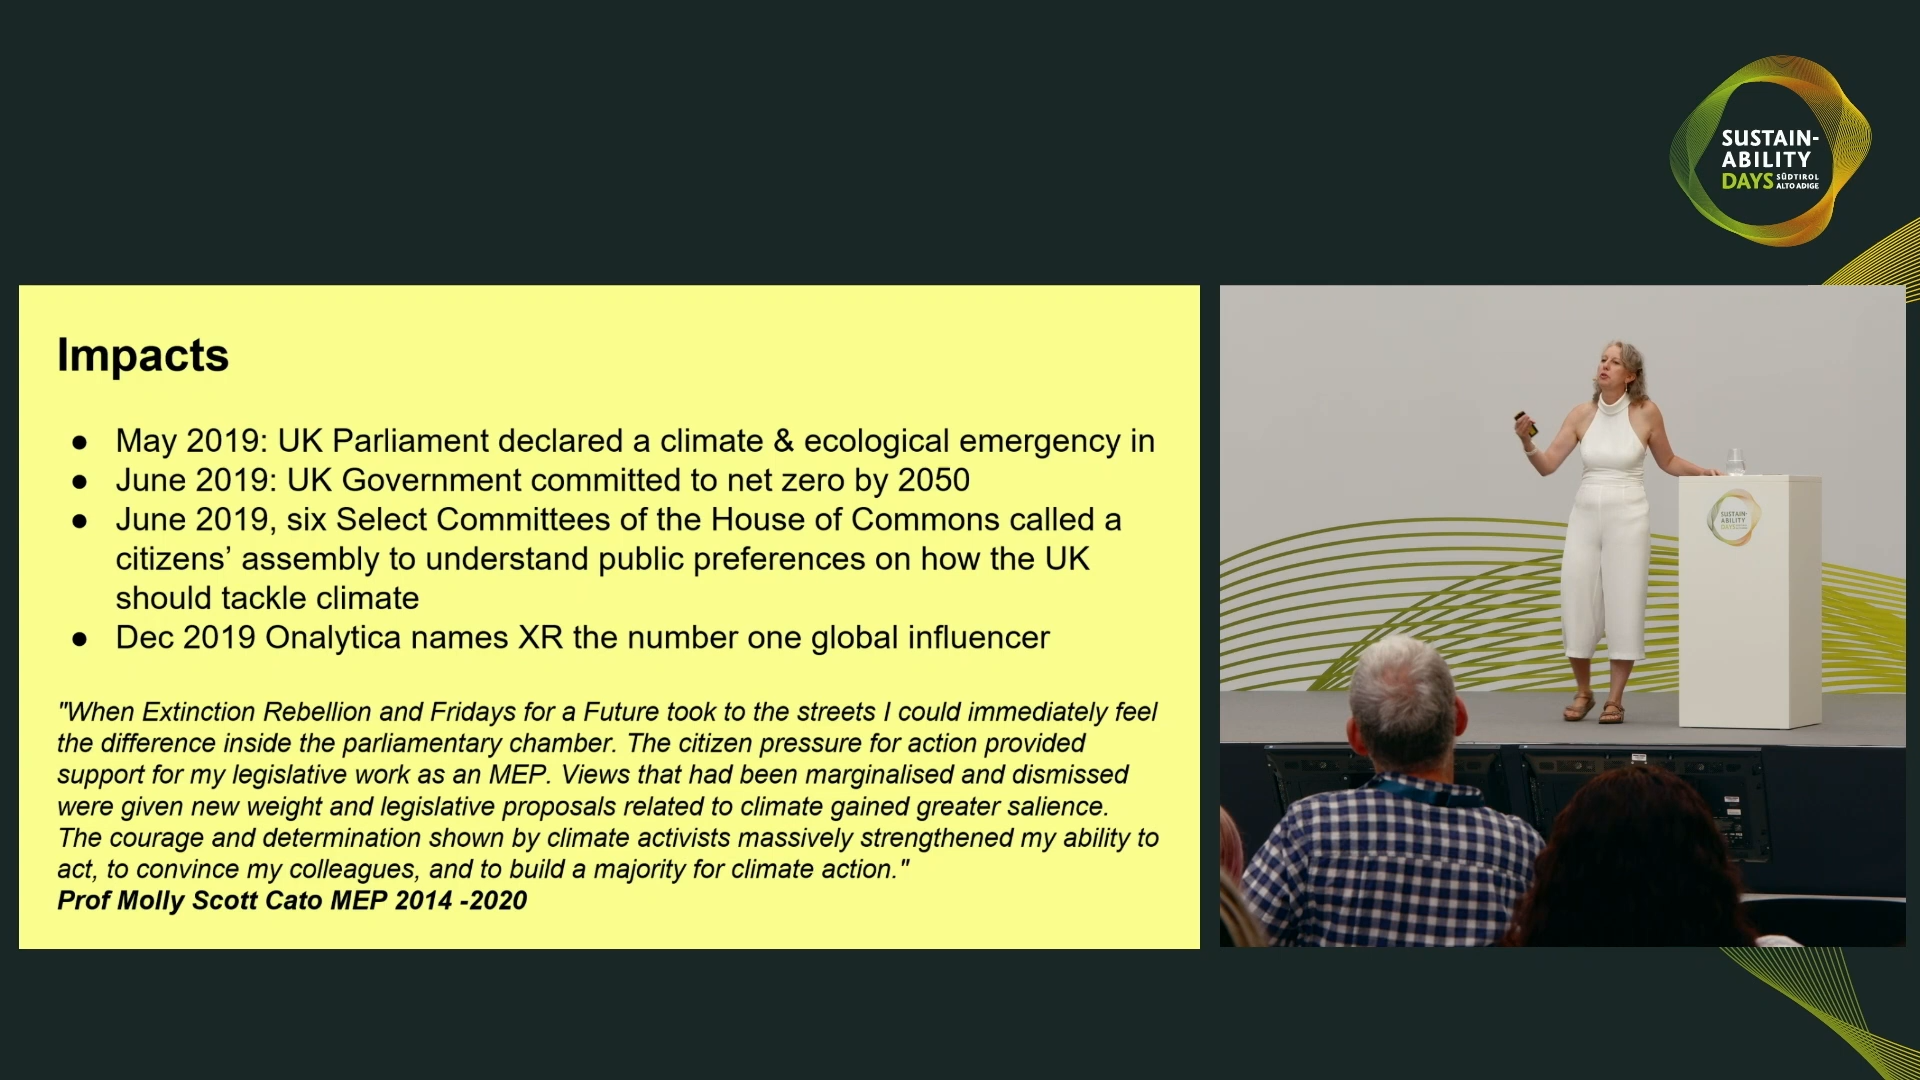 SUSTAIN-
ABILITY
DAYS SÜDTIROL
ALTO ADIGE
Impacts
● May 2019: UK Parliament declared a climate & ecological emergency in
● June 2019: UK Government committed to net zero by 2050
● June 2019, six Select Committees of the House of Commons called a
citizens’ assembly to understand public preferences on how the UK
should tackle climate
● Dec 2019 Onalytica names XR the number one global influencer
"When Extinction Rebellion and Fridays for a Future took to the streets I could immediately feel
the difference inside the parliamentary chamber. The citizen pressure for action provided
support for my legislative work as an MEP. Views that had been marginalised and dismissed
were given new weight and legislative proposals related to climate gained greater salience.
The courage and determination shown by climate activists massively strengthened my ability to
act, to convince my colleagues, and to build a majority for climate action."
Prof Molly Scott Cato MEP 2014 -2020
SUSTAIN-
ABILITY
DAYS